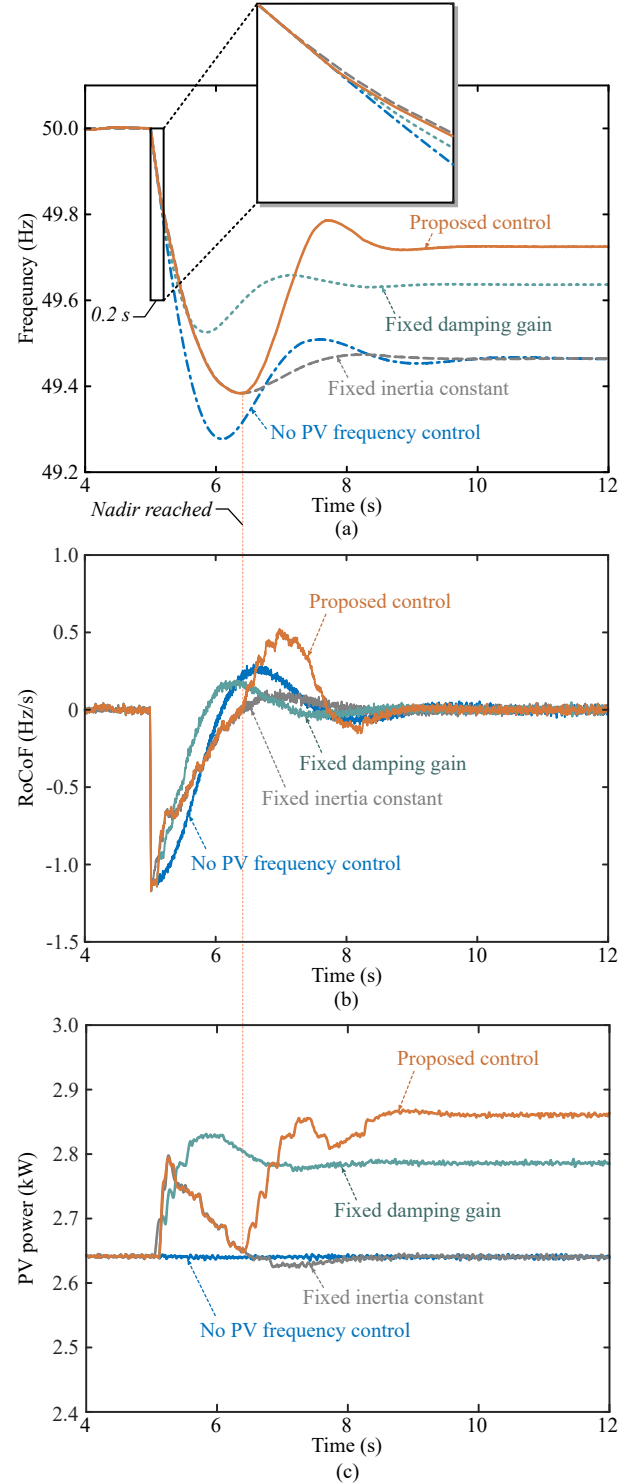 50.0
49.8
49.6
49.4
49.2
Freqeuncy (Hz)
0.2 s
Proposed control
Fixed damping gain
Fixed inertia constant
No PV frequency control
4
6
8
10
12
Time (s)
Nadir reached
(a)
1.0
0.5
0
-0.5
-1.0
-1.5
RoCoF (Hz/s)
Proposed control
Fixed damping gain
Fixed inertia constant
No PV frequency control
4
6
8
10
12
Time (s)
(b)
3.0
2.9
2.8
2.7
2.6
2.5
2.4
PV power (kW)
Proposed control
Fixed damping gain
Fixed inertia constant
No PV frequency control
4
6
8
10
12
Time (s)
(c)